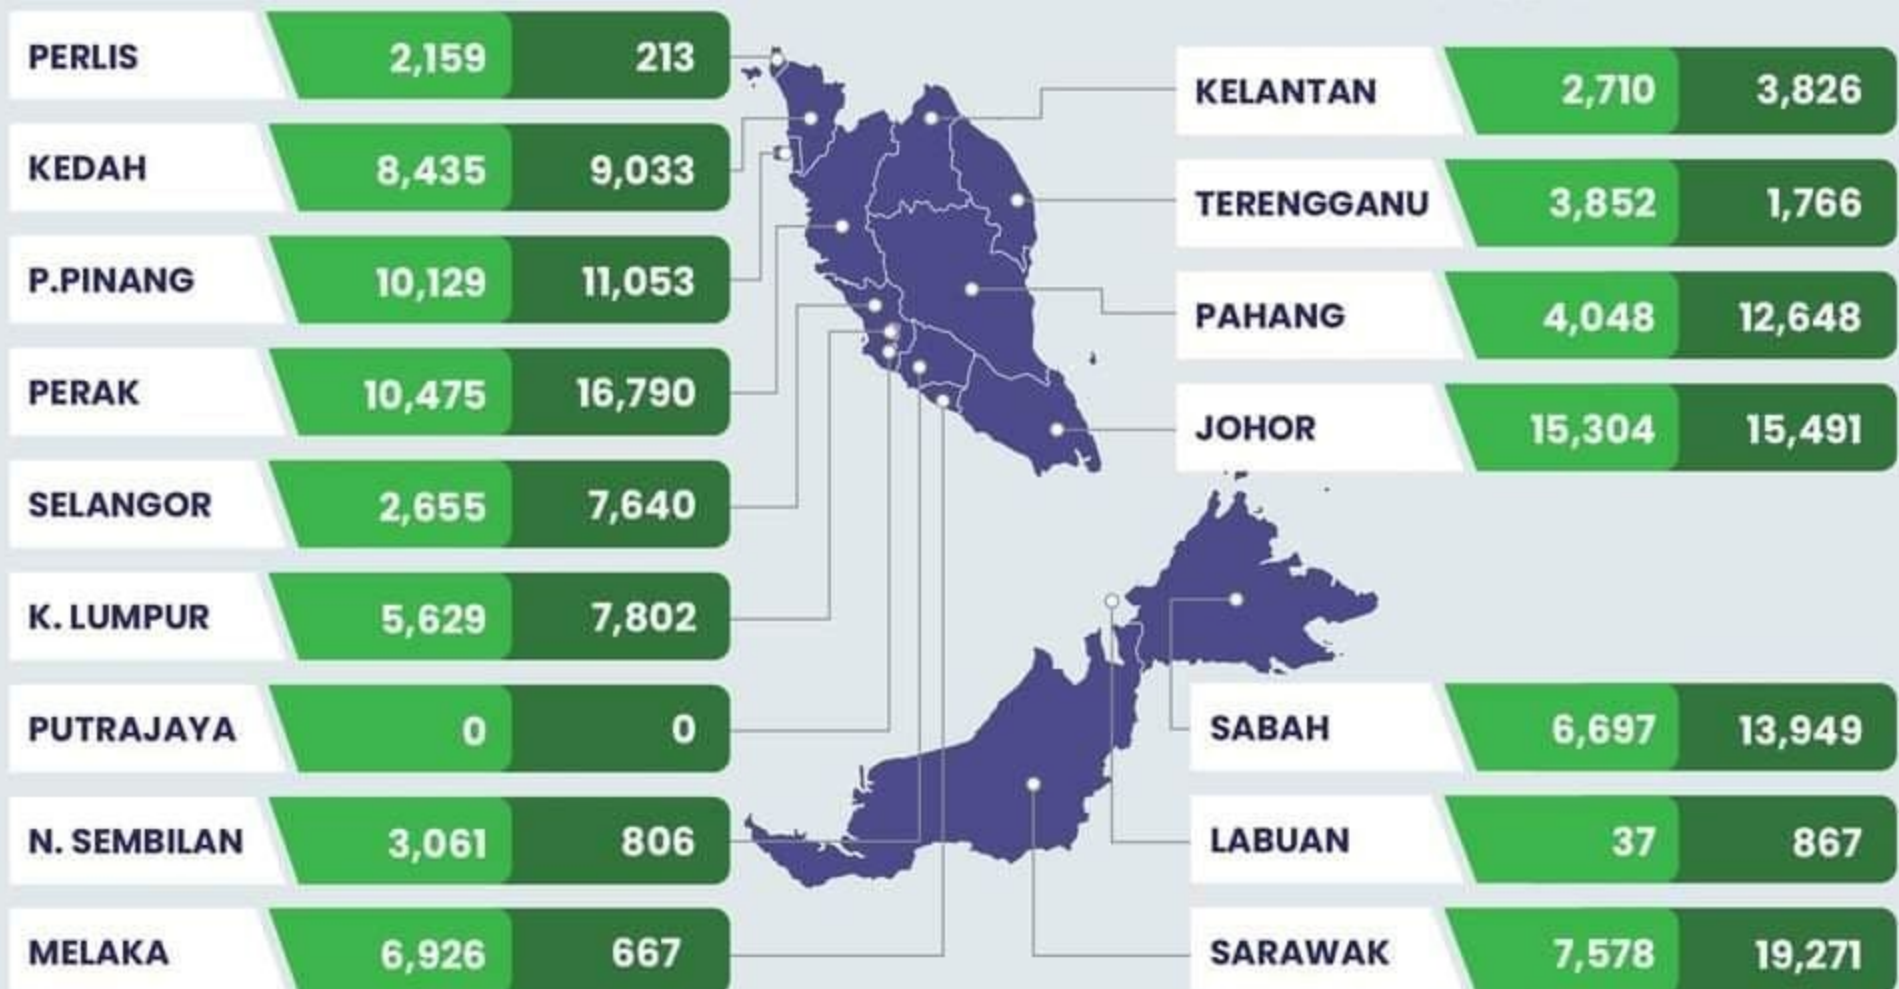 PERLIS 2,159 213
KEDAH 8,435 9,033
P.PINANG 10,129 11,053
PERAK 10,475 16,790
SELANGOR 2,655 7,640
K. LUMPUR 5,629 7,802
PUTRAJAYA 0 0
N. SEMBILAN 3,061 806
MELAKA 6,926 667
KELANTAN 2,710 3,826
TERENGGANU 3,852 1,766
PAHANG 4,048 12,648
JOHOR 15,304 15,491
SABAH 6,697 13,949
LABUAN 37 867
SARAWAK 7,578 19,271